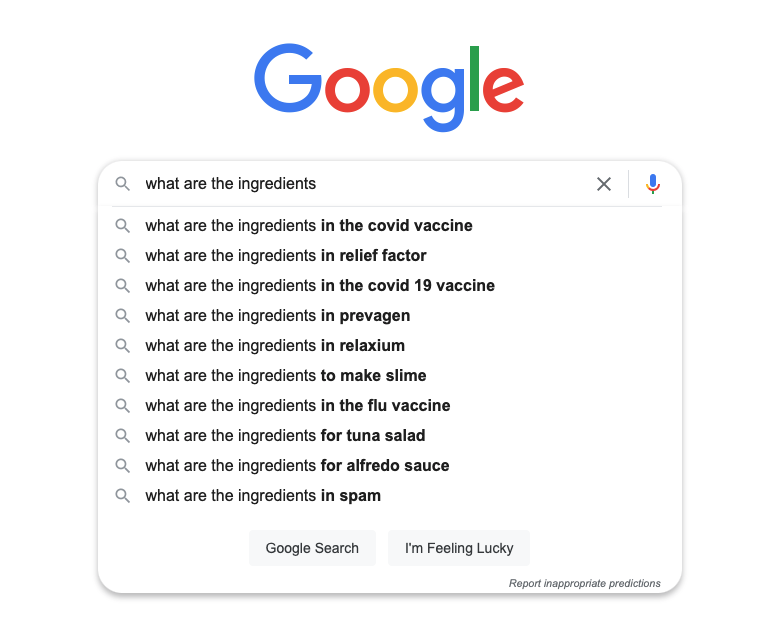 Google
what are the ingredients
what are the ingredients in the covid vaccine
what are the ingredients in relief factor
what are the ingredients in the covid 19 vaccine
what are the ingredients in prevagen
what are the ingredients in relaxium
what are the ingredients to make slime
what are the ingredients in the flu vaccine
what are the ingredients for tuna salad
what are the ingredients for alfredo sauce
what are the ingredients in spam
Google Search I'm Feeling Lucky
Report inappropriate predictions